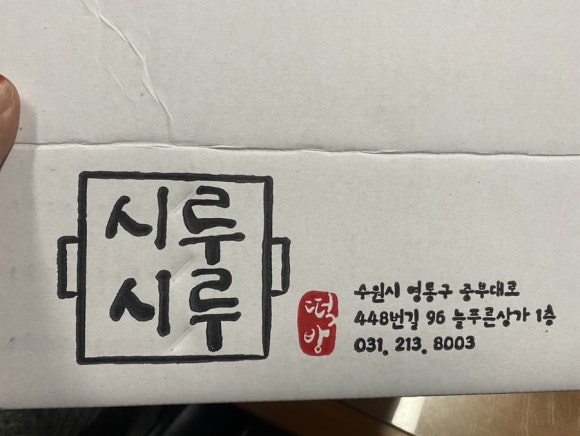 시루
시루
떡
방
수원시 영통구 중부대로
448번길 96 늘푸른상가 1층
031. 213. 8003